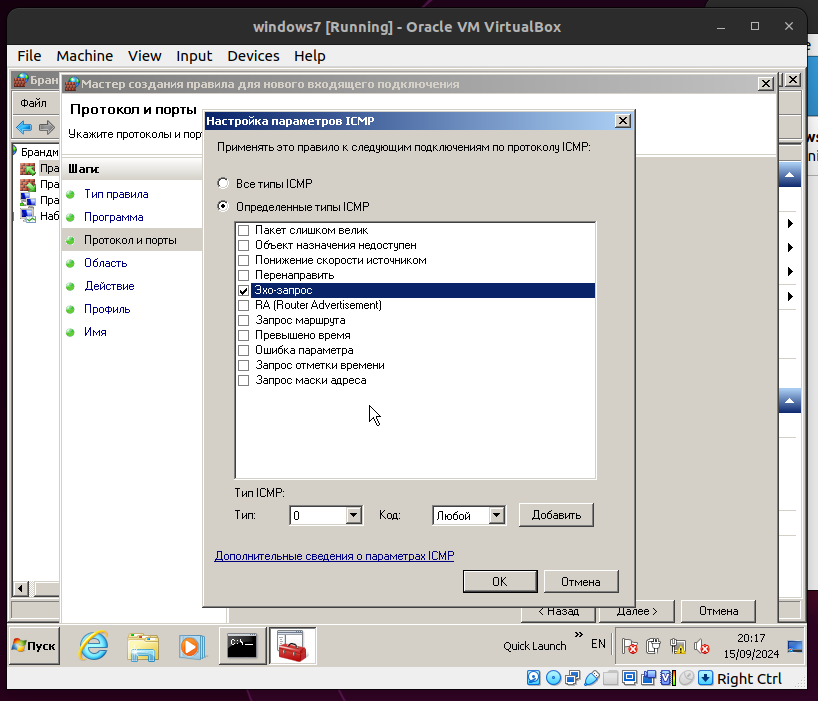 windows7 [Running] - Oracle VM VirtualBox
File Machine View Input Devices Help
Бран
Мастер создания правила для нового входящего подключения
Файл
Протокол и порты
Укажите протоколы и пор
Брандм
Пра
Пра
Пра
Наб
Шаги:
Тип правила
Программа
Протокол и порты
Область
Действие
Профиль
Имя
Настройка параметров ICMP
Применять это правило к следующим подключениям по протоколу ICMP:
Все типы ICMP
Определенные типы ICMP
Пакет слишком велик
Объект назначения недоступен
Понижение скорости источником
Перенаправить
Эхо-запрос
RA (Router Advertisement)
Запрос маршрута
Превышено время
Ошибка параметра
Запрос отметки времени
Запрос маски адреса
Тип ICMP:
Тип: 0 Код: Любой Добавить
Дополнительные сведения о параметрах ICMP
OK Отмена
< Назад Далее > Отмена
Пуск
C:\_
Quick Launch » EN
20:17
15/09/2024
Right Ctrl